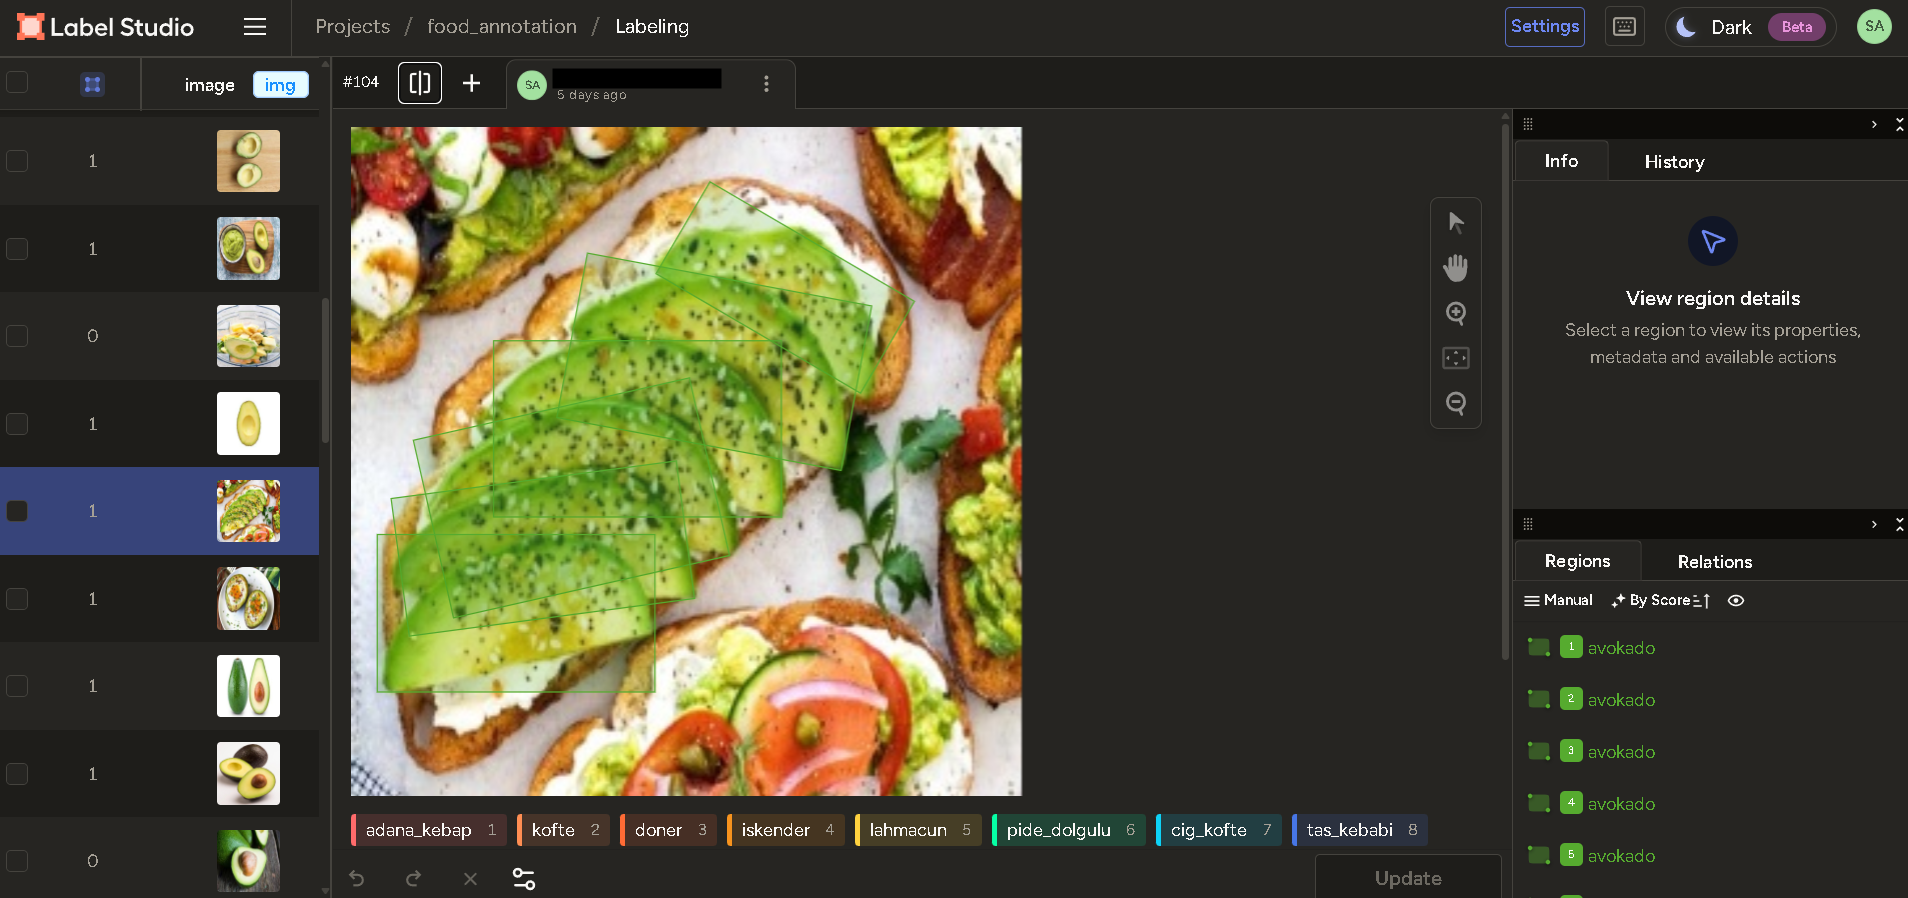 Label Studio
Projects / food_annotation / Labeling
Settings
Dark Beta
SA
image img
#104
SA
5 days ago
1
1
0
1
1
1
1
1
0
Info History
View region details
Select a region to view its properties,
metadata and available actions
Regions Relations
Manual By Score
1 avokado
2 avokado
3 avokado
4 avokado
5 avokado
adana_kebap 1 kofte 2 doner 3 iskender 4 lahmacun 5 pide_dolgulu 6 cig_kofte 7 tas_kebabi 8
Update